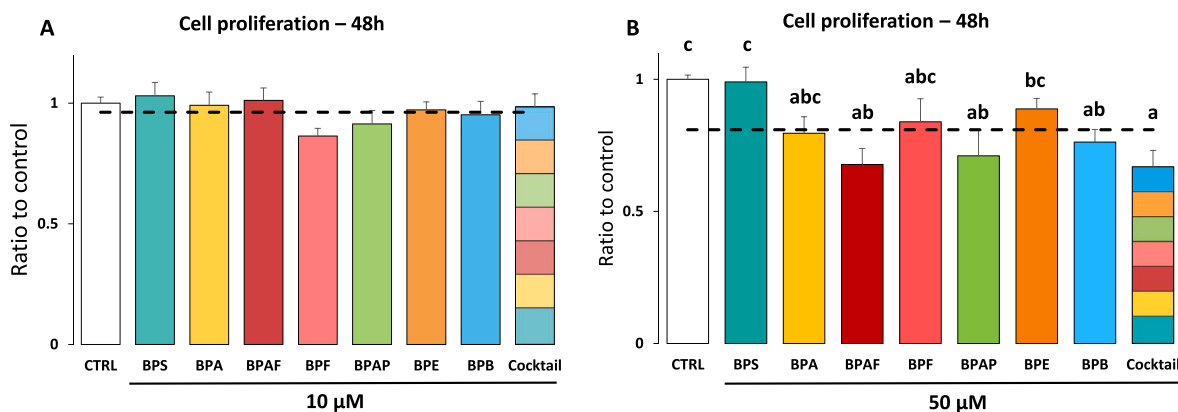 A
Cell proliferation – 48h
Ratio to control
1
0.5
0
CTRL BPS BPA BPAF BPF BPAP BPE BPB Cocktail
10 µM
B
Cell proliferation – 48h
Ratio to control
1
0.5
0
c c abc ab abc ab bc ab a
CTRL BPS BPA BPAF BPF BPAP BPE BPB Cocktail
50 µM